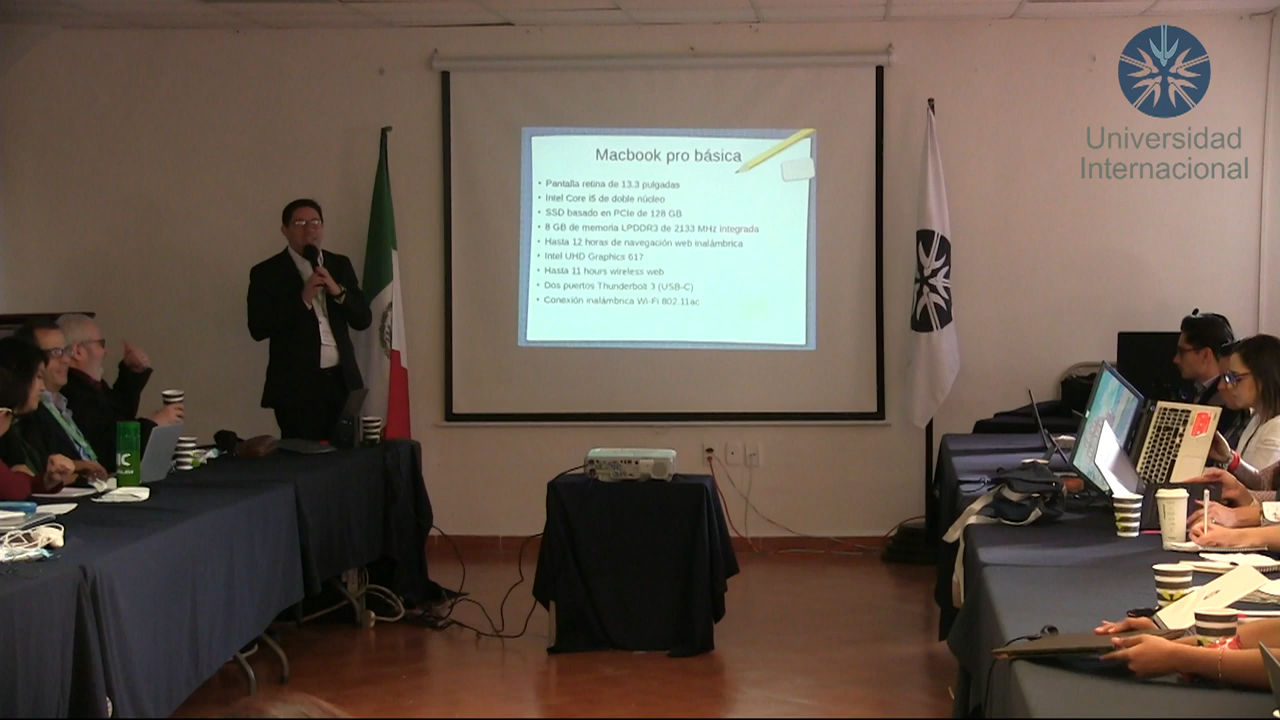 Universidad
Internacional
Macbook pro básica
• Pantalla retina de 13.3 pulgadas
• Intel Core i5 de doble núcleo
• SSD basado en PCIe de 128 GB
• 8 GB de memoria LPDDR3 de 2133 MHz integrada
• Hasta 12 horas de navegación web inalámbrica
• Intel UHD Graphics 617
• Hasta 11 hours wireless web
• Dos puertos Thunderbolt 3 (USB-C)
• Conexión inalámbrica Wi-Fi 802.11ac